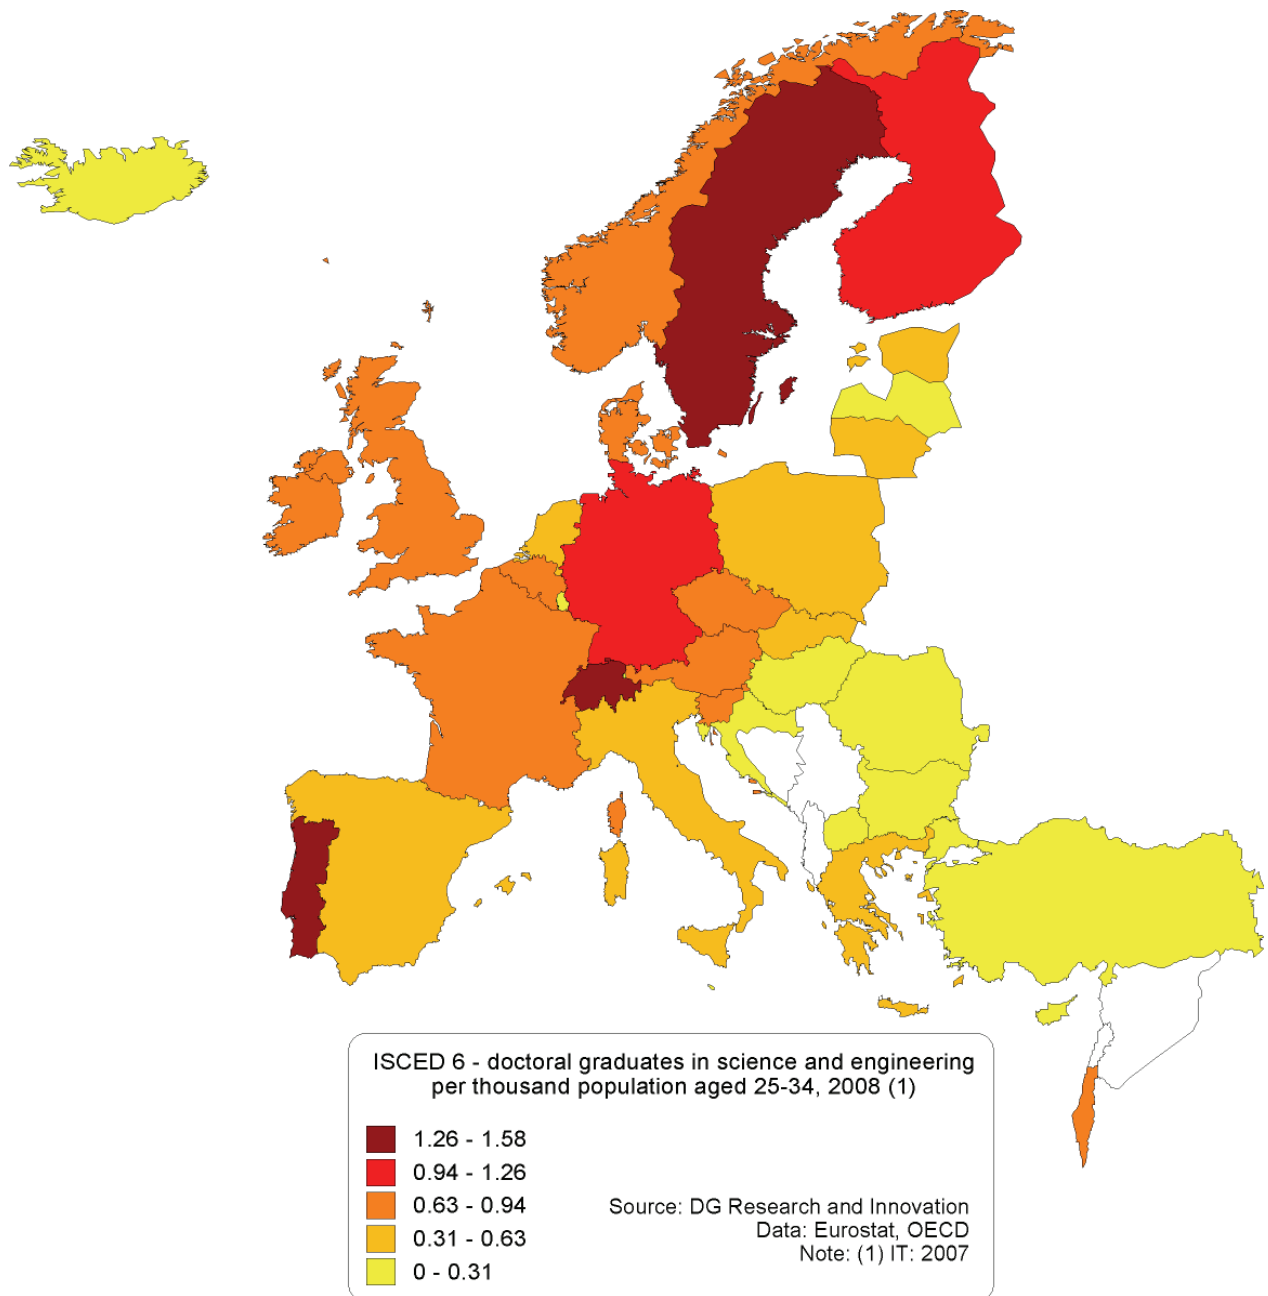 ISCED 6 - doctoral graduates in science and engineering
per thousand population aged 25-34, 2008 (1)
1.26 - 1.58
0.94 - 1.26
0.63 - 0.94
0.31 - 0.63
0 - 0.31
Source: DG Research and Innovation
Data: Eurostat, OECD
Note: (1) IT: 2007